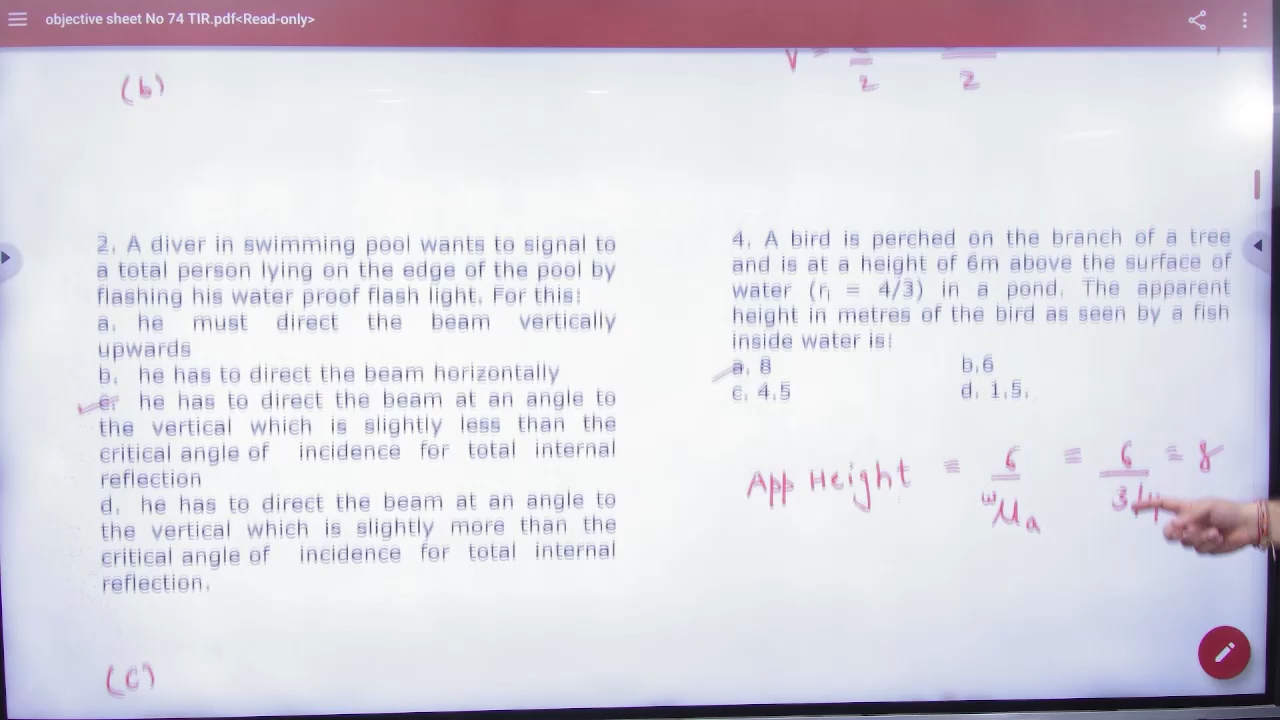 objective sheet No 74 TIR.pdf<Read-only>
(b)
2. A diver in swimming pool wants to signal to
a total person lying on the edge of the pool by
flashing his water proof flash light. For this:
a. he must direct the beam vertically
upwards
b. he has to direct the beam horizontally
c. he has to direct the beam at an angle to
the vertical which is slightly less than the
critical angle of incidence for total internal
reflection
d. he has to direct the beam at an angle to
the vertical which is slightly more than the
critical angle of incidence for total internal
reflection.
(c)
2 2
4. A bird is perched on the branch of a tree
and is at a height of 6m above the surface of
water (η = 4/3) in a pond. The apparent
height in metres of the bird as seen by a fish
inside water is:
a. 8 b.6
c. 4.5 d. 1.5.
App Height = 6/wμa = 6/3/4 = 8